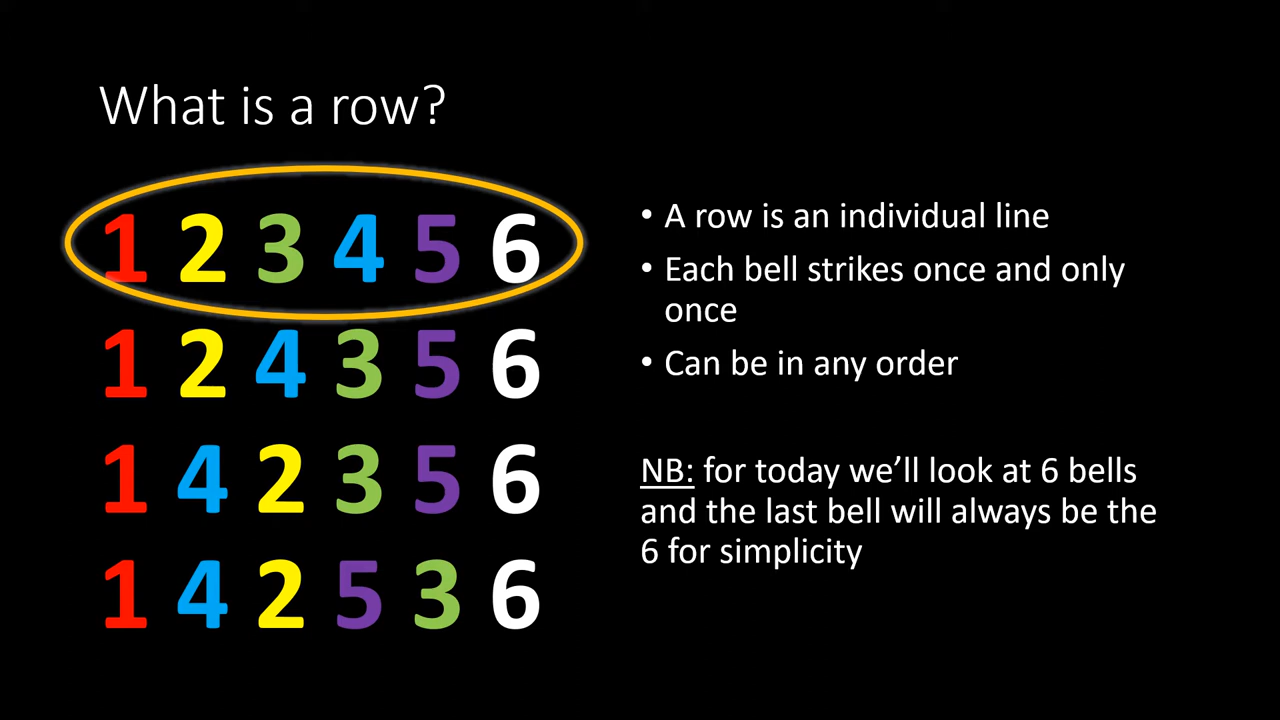 What is a row?
1 2 3 4 5 6
1 2 4 3 5 6
1 4 2 3 5 6
1 4 2 5 3 6
• A row is an individual line
• Each bell strikes once and only
once
• Can be in any order
NB: for today we’ll look at 6 bells
and the last bell will always be the
6 for simplicity